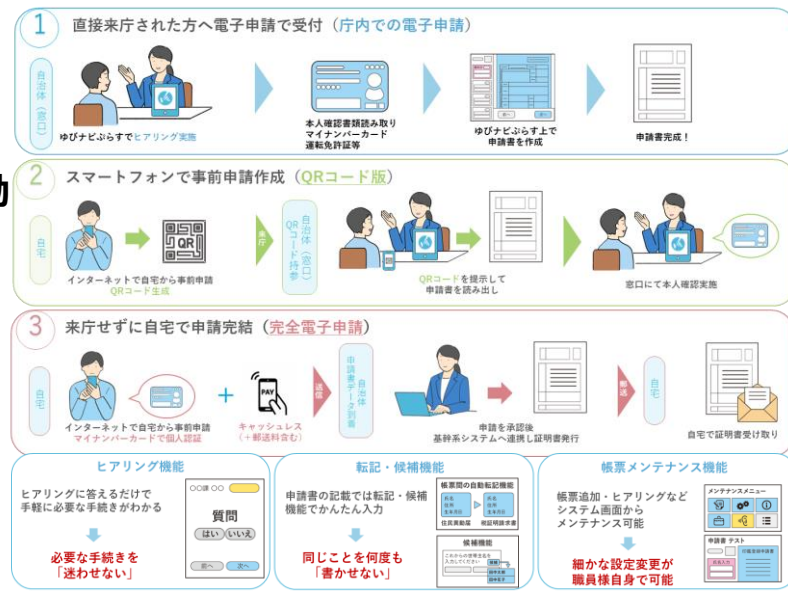 1
直接来庁された方へ電子申請で受付（庁内での電子申請）
自治体（窓口）
ゆびナビぷらすでヒアリング実施
本人確認書類読み取り
マイナンバーカード
運転免許証等
ゆびナビぷらす上で
申請書を作成
申請書完成！
2
スマートフォンで事前申請作成（QRコード版）
自宅
QR
インターネットで自宅から事前申請
QRコード生成
来庁
自治体（窓口）
QRコード持参
QRコードを提示して
申請書を読み出し
窓口にて本人確認実施
3
来庁せずに自宅で申請完結（完全電子申請）
自宅
インターネットで自宅から事前申請
マイナンバーカードで個人認証
+
PAY
キャッシュレス
（＋郵送料含む）
送信
自治体
申請書データ到着
申請を承認後
基幹系システムへ連携し証明書発行
郵送
自宅
自宅で証明書受け取り
ヒアリング機能
ヒアリングに答えるだけで
手軽に必要な手続きがわかる
必要な手続きを
「迷わせない」
○○課 ○○
質問
はい
いいえ
前へ
次へ
転記・候補機能
申請書の記載では転記・候補
機能でかんたん入力
同じことを何度も
「書かせない」
帳票間の自動転記機能
氏名
住所
生年月日
氏名
住所
生年月日
住民異動届
税証明請求書
候補機能
帳票メンテナンス機能
帳票追加・ヒアリングなど
システム画面から
メンテナンス可能
細かな設定変更が
職員様自身で可能
メンテナンスメニュー
申請書 テスト